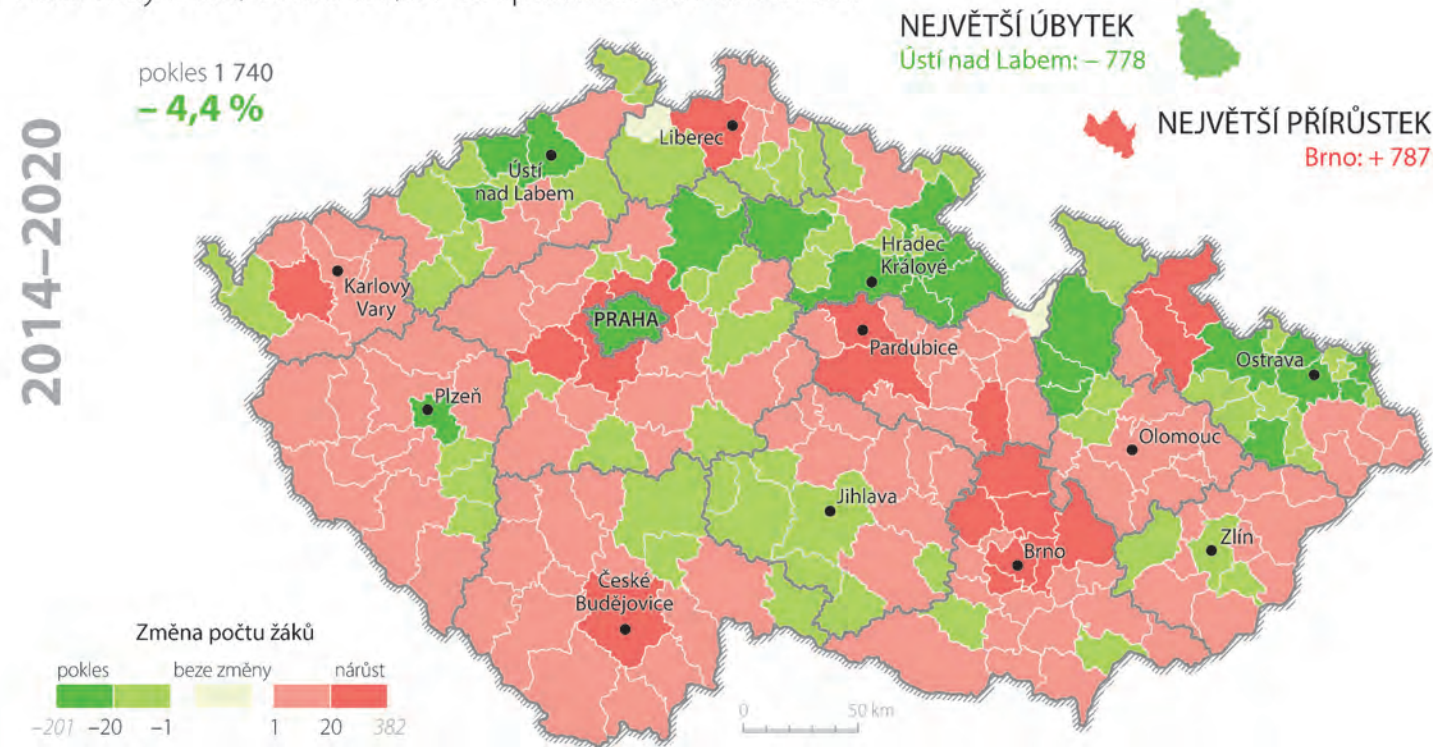 NEJVĚTŠÍ ÚBYTEK
Ústí nad Labem: – 778
pokles 1 740
– 4,4 %
NEJVĚTŠÍ PŘÍRŮSTEK
Brno: + 787
2014–2020
Liberec
Ústí
nad Labem
Hradec
Králové
Karlovy
Vary
PRAHA
Pardubice
Ostrava
Plzeň
Olomouc
Jihlava
Zlín
Brno
České
Budějovice
Změna počtu žáků
pokles beze změny nárůst
–201 –20 –1 1 20 382
0 50 km